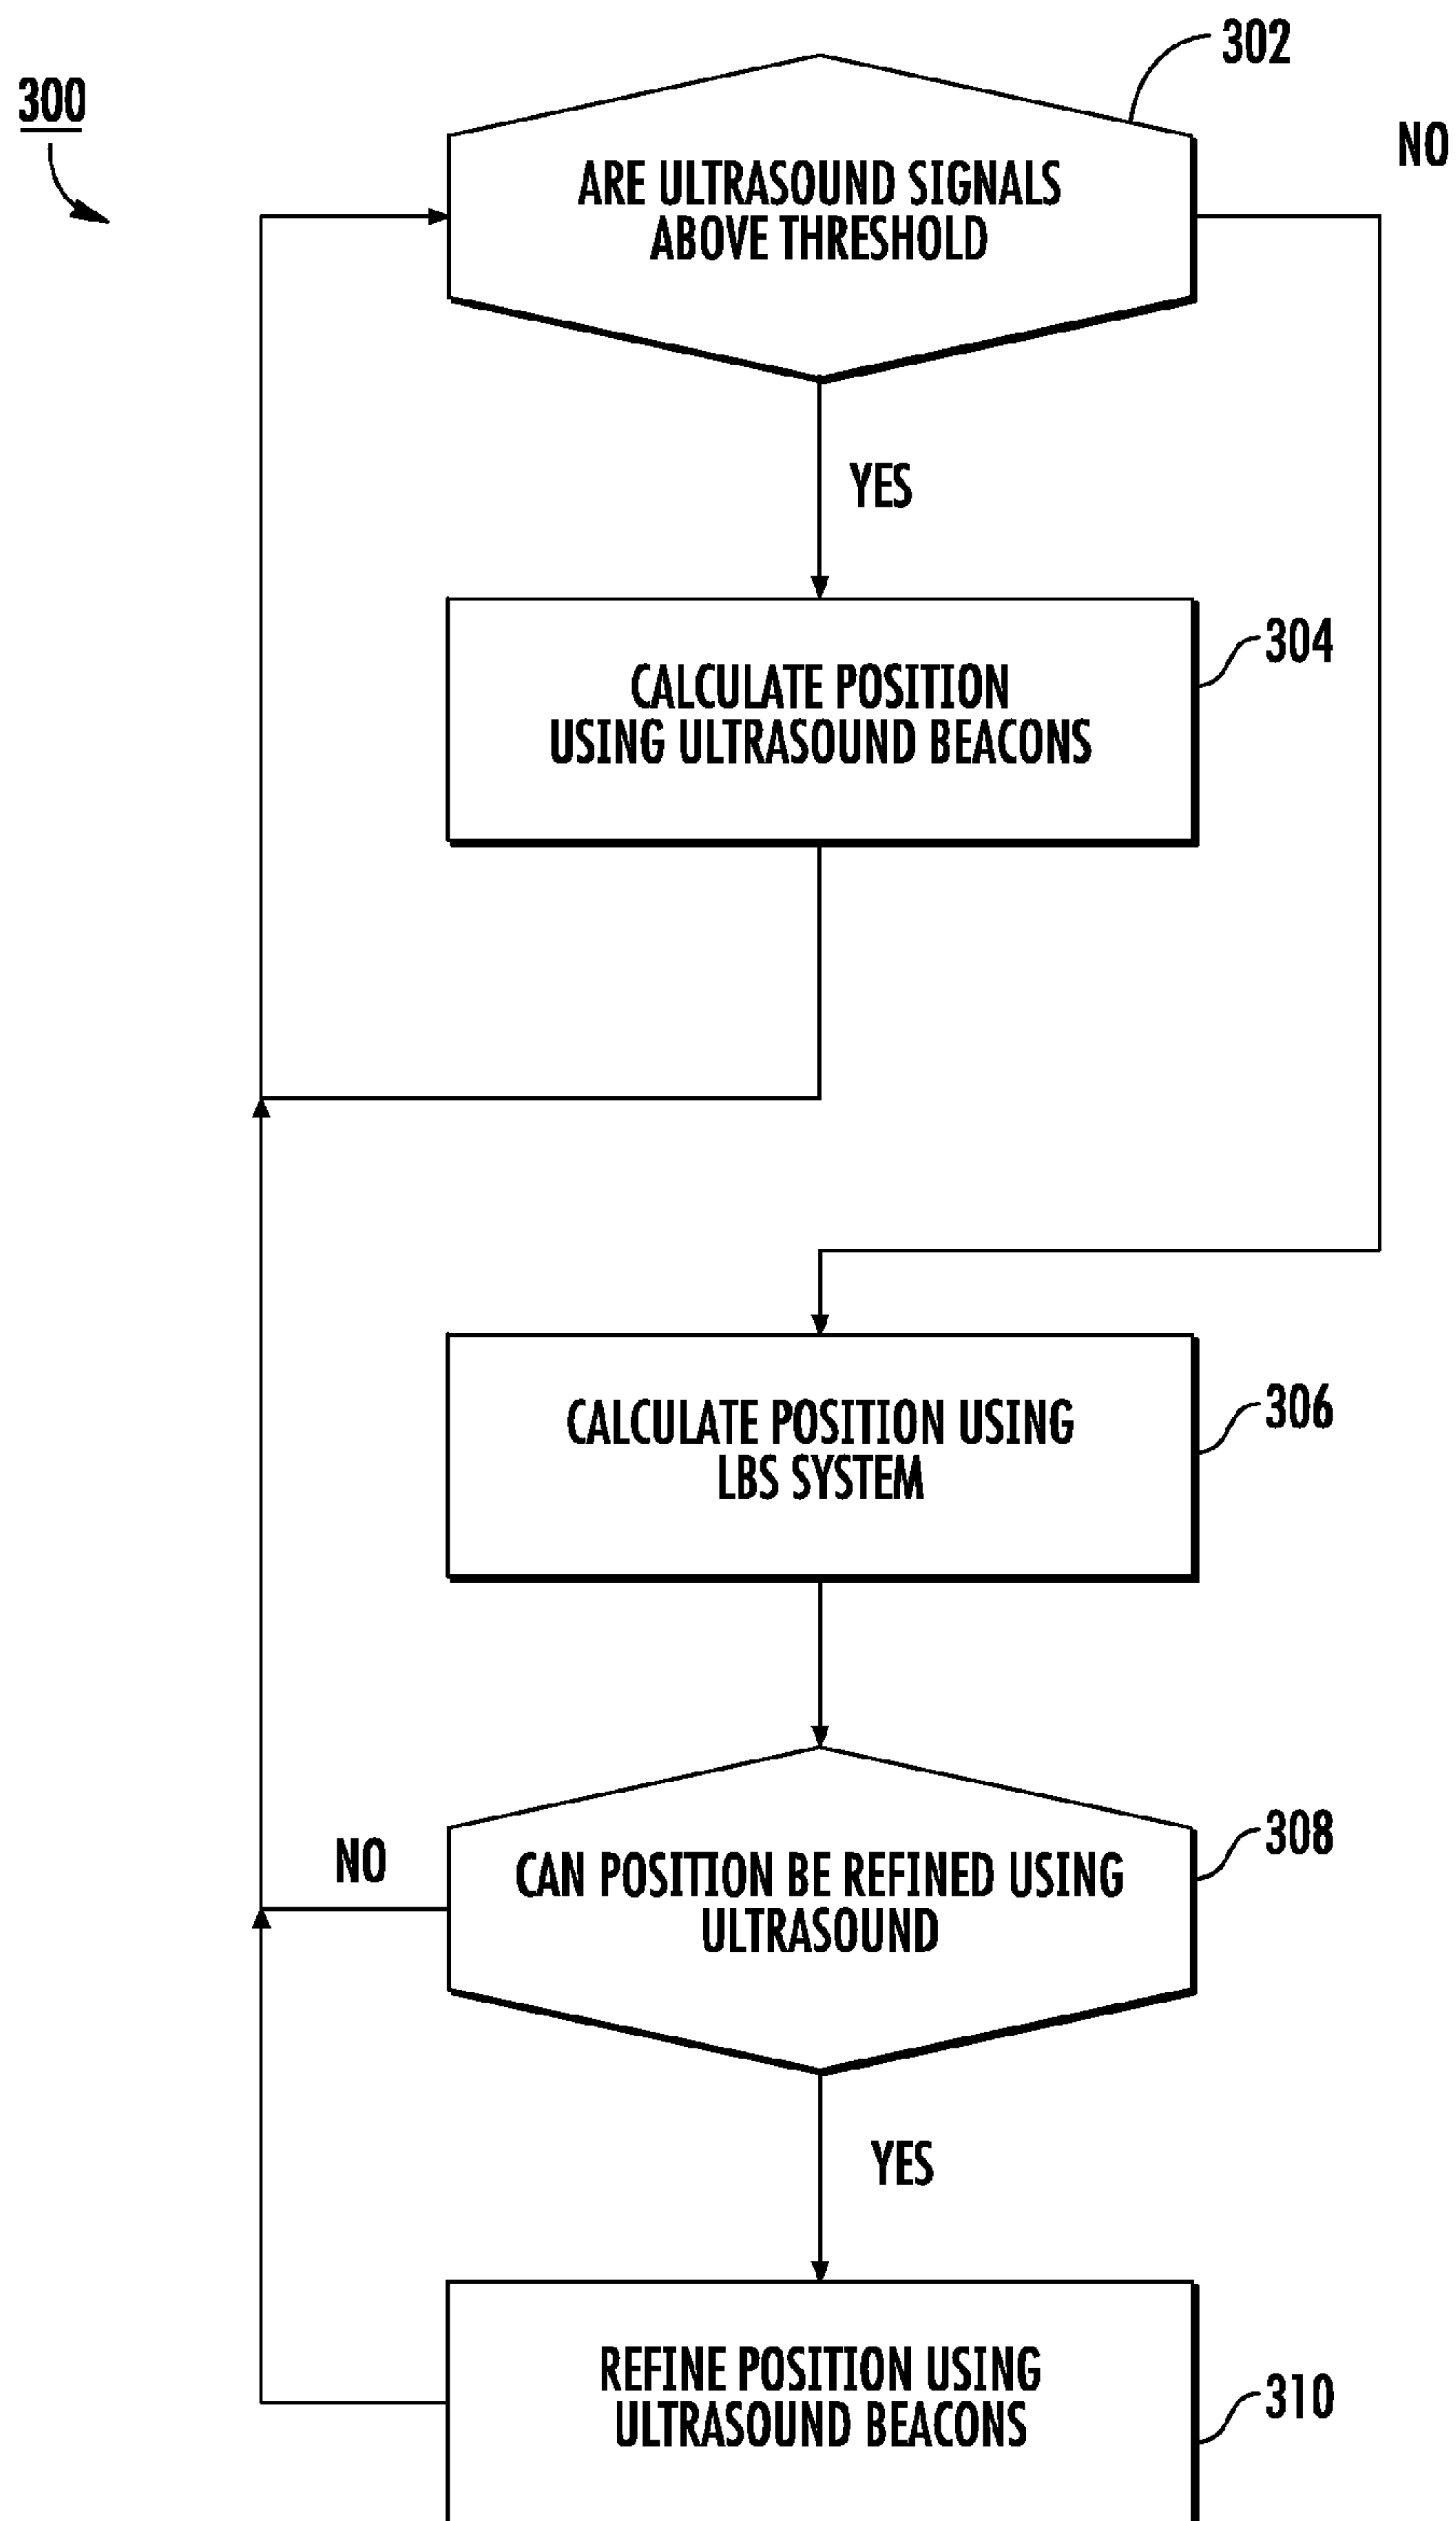 302
300
NO
ARE ULTRASOUND SIGNALS
ABOVE THRESHOLD
YES
304
CALCULATE POSITION
USING ULTRASOUND BEACONS
306
CALCULATE POSITION USING
LBS SYSTEM
308
NO
CAN POSITION BE REFINED USING
ULTRASOUND
YES
REFINE POSITION USING
ULTRASOUND BEACONS
310